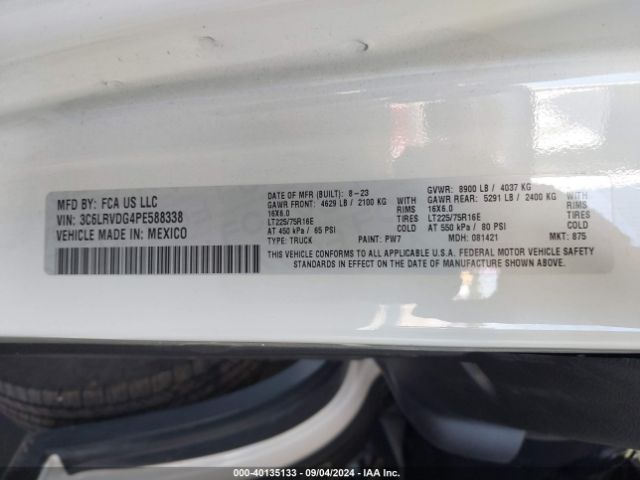 MFD BY: FCA US LLC
VIN: 3C6LRVDG4PE588338
VEHICLE MADE IN: MEXICO
DATE OF MFR (BUILT): 8-23
GAWR FRONT: 4629 LB / 2100 KG WITH
16X6.0 RIMS
LT225/75R16E TIRES
AT 450 kPa / 65 PSI COLD
TYPE: TRUCK PAINT: PW7
GVWR: 8900 LB / 4037 KG
GAWR REAR: 5291 LB / 2400 KG WITH
16X6.0 RIMS
LT225/75R16E TIRES
AT 550 kPa / 80 PSI COLD
MDH: 081421 MKT: 875
THIS VEHICLE CONFORMS TO ALL APPLICABLE U.S.A. FEDERAL MOTOR VEHICLE SAFETY
STANDARDS IN EFFECT ON THE DATE OF MANUFACTURE SHOWN ABOVE.
000-40135133 - 09/04/2024 - IAA Inc.